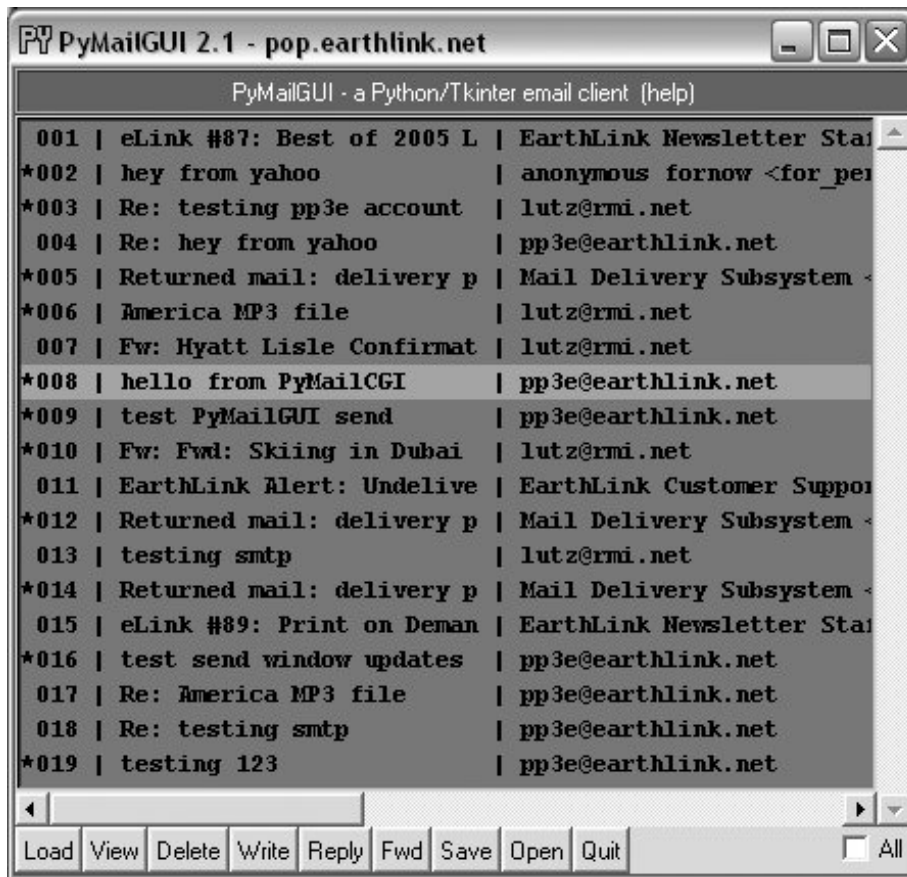 PY PyMailGUI 2.1 - pop.earthlink.net
PyMailGUI - a Python/Tkinter email client (help)
001 | eLink #87: Best of 2005 L | EarthLink Newsletter Sta
*002 | hey from yahoo | anonymous fornow <for_per
*003 | Re: testing pp3e account | lutz@rmi.net
004 | Re: hey from yahoo | pp3e@earthlink.net
*005 | Returned mail: delivery p | Mail Delivery Subsystem <
*006 | America MP3 file | lutz@rmi.net
007 | Fw: Hyatt Lisle Confirmat | lutz@rmi.net
*008 | hello from PyMailCGI | pp3e@earthlink.net
*009 | test PyMailGUI send | pp3e@earthlink.net
*010 | Fw: Fwd: Skiing in Dubai | lutz@rmi.net
011 | EarthLink Alert: Undelive | EarthLink Customer Suppor
*012 | Returned mail: delivery p | Mail Delivery Subsystem <
013 | testing smtp | lutz@rmi.net
*014 | Returned mail: delivery p | Mail Delivery Subsystem <
015 | eLink #89: Print on Deman | EarthLink Newsletter Sta
*016 | test send window updates | pp3e@earthlink.net
017 | Re: America MP3 file | pp3e@earthlink.net
018 | Re: testing smtp | pp3e@earthlink.net
*019 | testing 123 | pp3e@earthlink.net
Load View Delete Write Reply Fwd Save Open Quit All